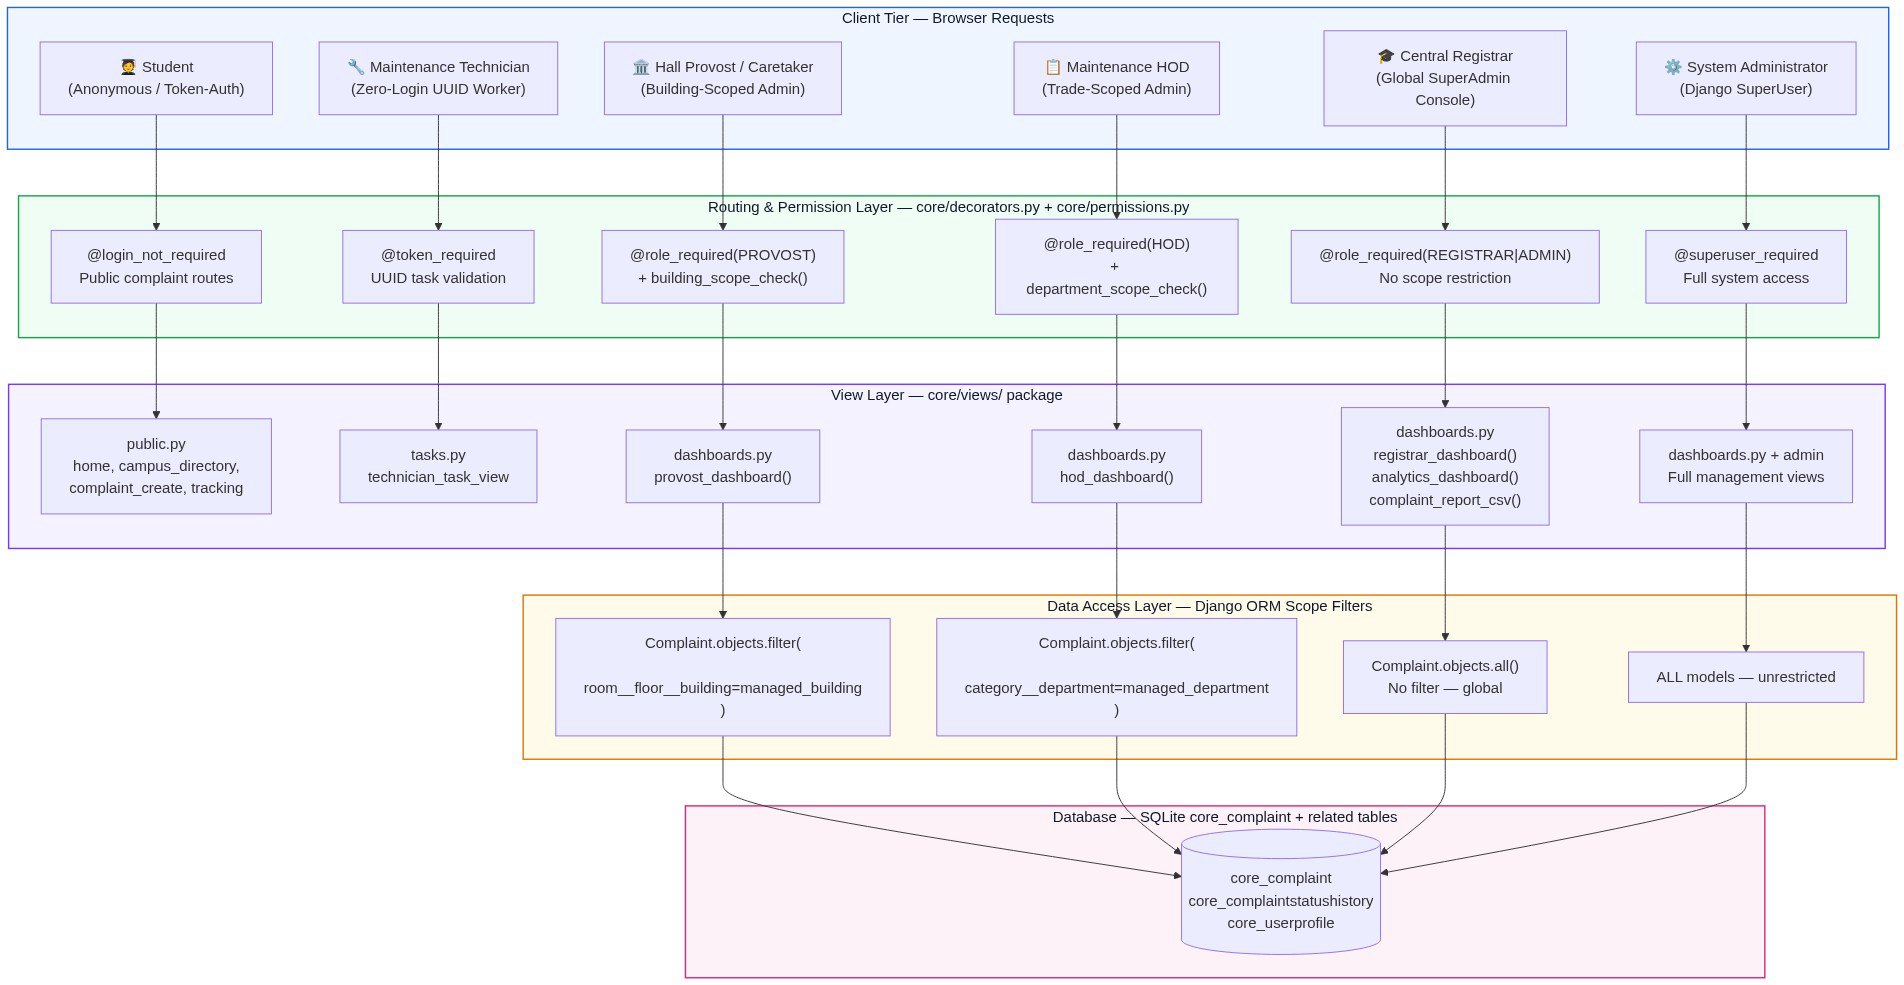 Client Tier — Browser Requests
🧑‍🎓 Student
(Anonymous / Token-Auth)
🔧 Maintenance Technician
(Zero-Login UUID Worker)
🏛️ Hall Provost / Caretaker
(Building-Scoped Admin)
📋 Maintenance HOD
(Trade-Scoped Admin)
🎓 Central Registrar
(Global SuperAdmin
Console)
⚙️ System Administrator
(Django SuperUser)
Routing & Permission Layer — core/decorators.py + core/permissions.py
@login_not_required
Public complaint routes
@token_required
UUID task validation
@role_required(PROVOST)
+ building_scope_check()
@role_required(HOD)
+
department_scope_check()
@role_required(REGISTRAR|ADMIN)
No scope restriction
@superuser_required
Full system access
View Layer — core/views/ package
public.py
home, campus_directory,
complaint_create, tracking
tasks.py
technician_task_view
dashboards.py
provost_dashboard()
dashboards.py
hod_dashboard()
dashboards.py
registrar_dashboard()
analytics_dashboard()
complaint_report_csv()
dashboards.py + admin
Full management views
Data Access Layer — Django ORM Scope Filters
Complaint.objects.filter(
room__floor__building=managed_building
)
Complaint.objects.filter(
category__department=managed_department
)
Complaint.objects.all()
No filter — global
ALL models — unrestricted
Database — SQLite core_complaint + related tables
core_complaint
core_complaintstatushistory
core_userprofile